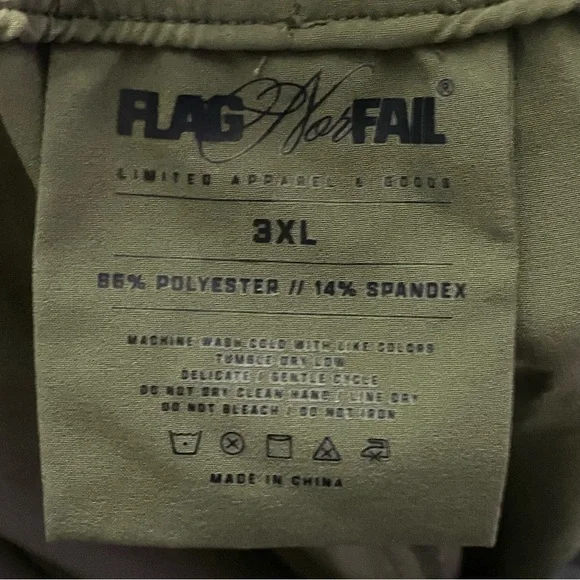 FLAG Nor FAIL®
LIMITED APPAREL & GOODS
3XL
86% POLYESTER // 14% SPANDEX
MACHINE WASH COLD WITH LIKE COLORS
TUMBLE DRY LOW
DELICATE / GENTLE CYCLE
DO NOT DRY CLEAN HANG / LINE DRY
DO NOT BLEACH / DO NOT IRON
MADE IN CHINA